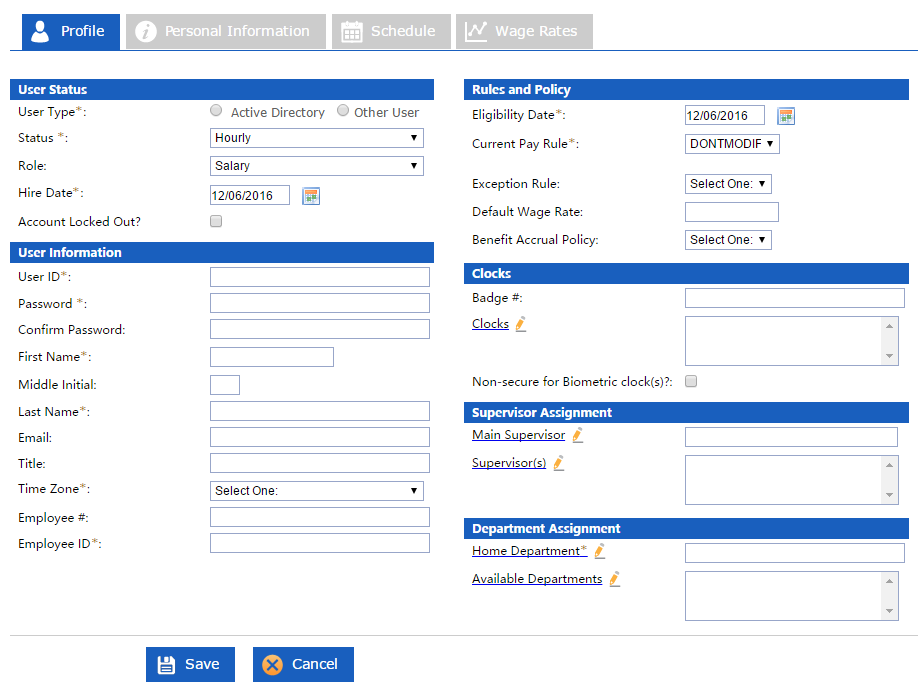 Profile
Personal Information
Schedule
Wage Rates
User Status
User Type*:
Active Directory
Other User
Status *:
Hourly
Role:
Salary
Hire Date*:
12/06/2016
Account Locked Out?
User Information
User ID*:
Password *:
Confirm Password:
First Name*:
Middle Initial:
Last Name*:
Email:
Title:
Time Zone*:
Select One:
Employee #:
Employee ID*:
Rules and Policy
Eligibility Date*:
12/06/2016
Current Pay Rule*:
DONTMODIF
Exception Rule:
Select One:
Default Wage Rate:
Benefit Accrual Policy:
Select One:
Clocks
Badge #:
Clocks
Non-secure for Biometric clock(s)?:
Supervisor Assignment
Main Supervisor
Supervisor(s)
Department Assignment
Home Department*
Available Departments
Save
Cancel